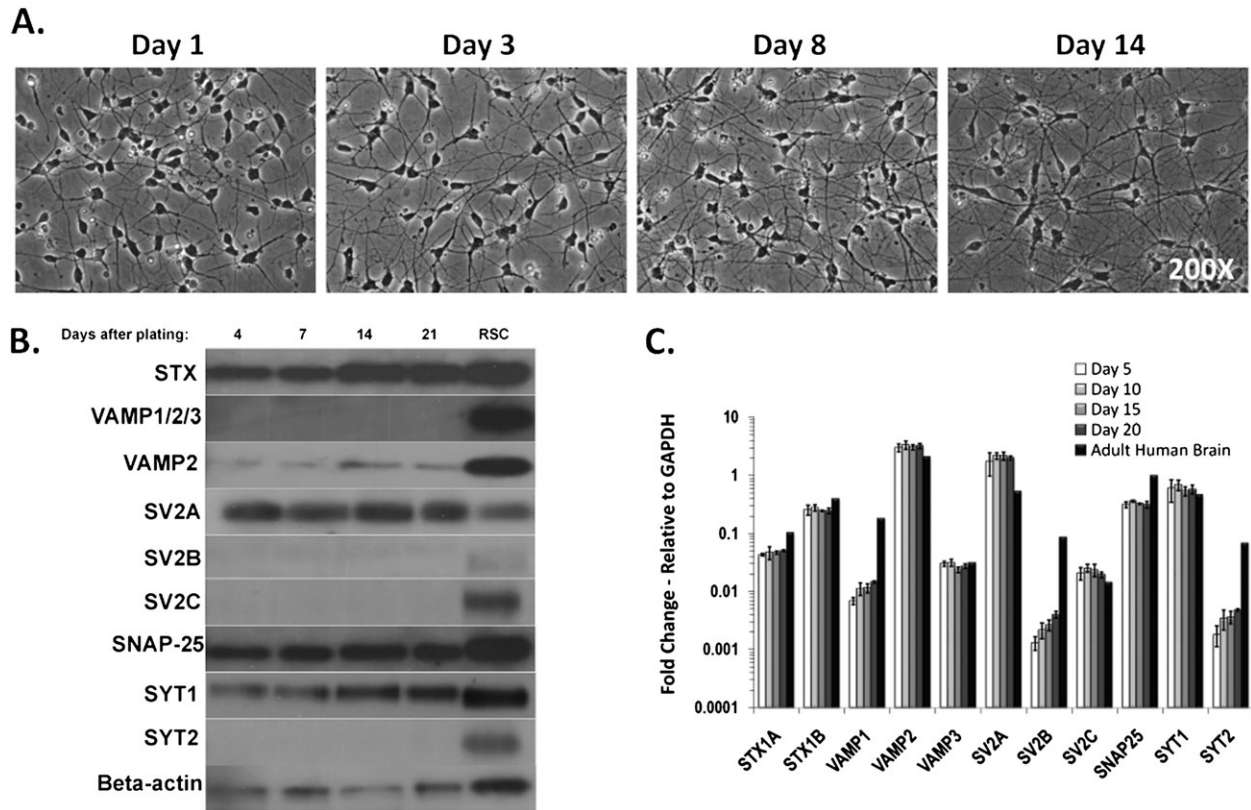 A.
Day 1 Day 3 Day 8 Day 14
200X
B.
Days after plating: 4 7 14 21 RSC
STX
VAMP1/2/3
VAMP2
SV2A
SV2B
SV2C
SNAP-25
SYT1
SYT2
Beta-actin
C.
Day 5
Day 10
Day 15
Day 20
Adult Human Brain
Fold Change - Relative to GAPDH
10
1
0.1
0.01
0.001
0.0001
STX1A STX1B VAMP1 VAMP2 VAMP3 SV2A SV2B SV2C SNAP25 SYT1 SYT2